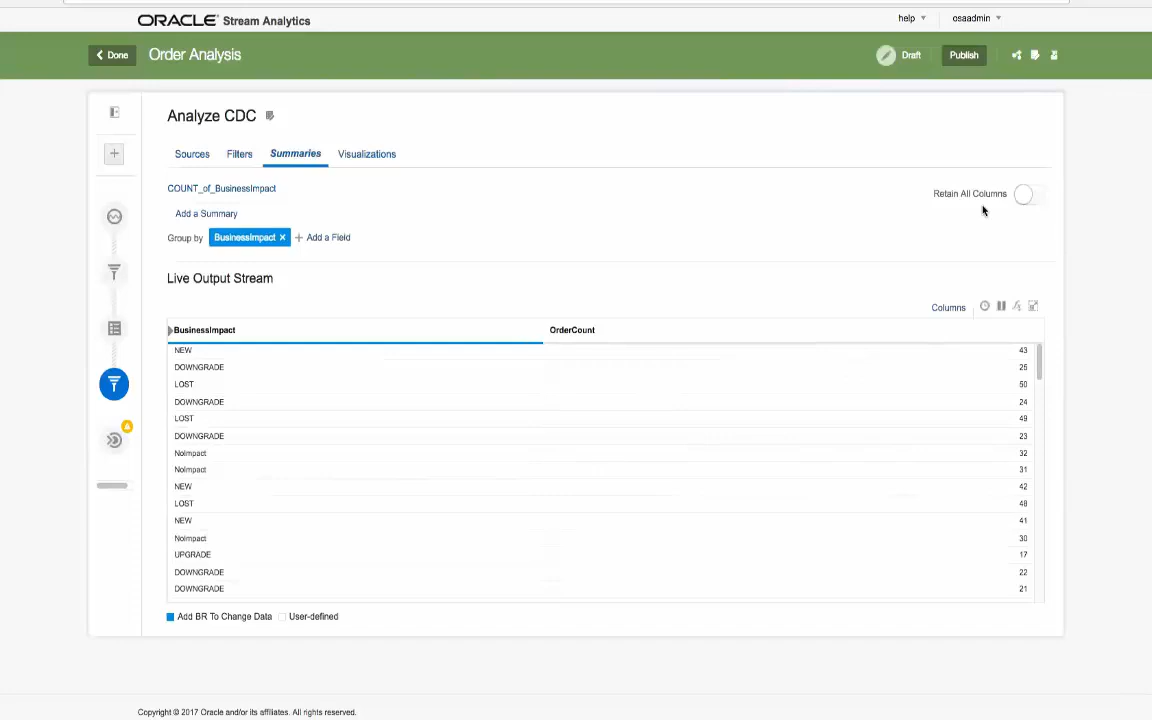 ORACLE® Stream Analytics
help
osaadmin
Done
Order Analysis
Draft
Publish
Analyze CDC
Sources
Filters
Summaries
Visualizations
COUNT_of_BusinessImpact
Retain All Columns
Add a Summary
Group by BusinessImpact × + Add a Field
Live Output Stream
Columns
BusinessImpact OrderCount
NEW 43
DOWNGRADE 25
LOST 50
DOWNGRADE 24
LOST 49
DOWNGRADE 23
NoImpact 32
NoImpact 31
NEW 42
LOST 48
NEW 41
NoImpact 30
UPGRADE 17
DOWNGRADE 22
DOWNGRADE 21
Add BR To Change Data User-defined
Copyright © 2017 Oracle and/or its affiliates. All rights reserved.